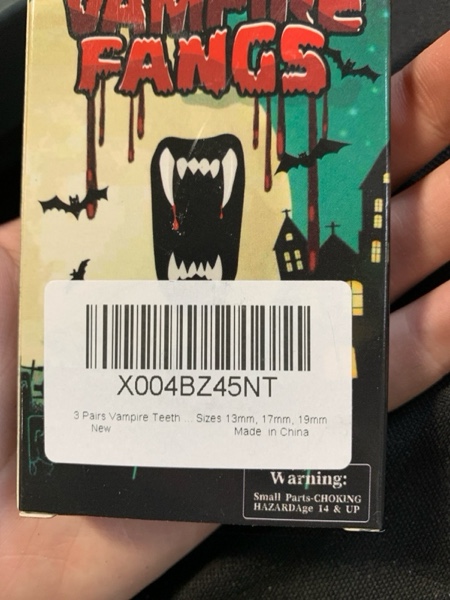 VAMPIRE
FANGS
X004BZ45NT
3 Pairs Vampire Teeth ... Sizes 13mm, 17mm, 19mm
New Made in China
Warning:
Small Parts-CHOKING
HAZARDAge 14 & UP